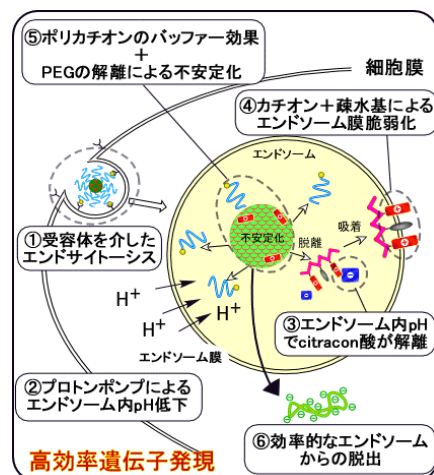 ⑤ポリカチオンのバッファー効果
+
PEGの解離による不安定化
細胞膜
④カチオン+疎水基による
エンドソーム膜脆弱化
エンドソーム
吸着
不安定化
脱離
①受容体を介した
エンドサイトーシス
H+
H+
H+
H+
③エンドソーム内pH
でcitracon酸が解離
エンドソーム膜
②プロトンポンプによる
エンドソーム内pH低下
⑥効率的なエンドソーム
からの脱出
高効率遺伝子発現